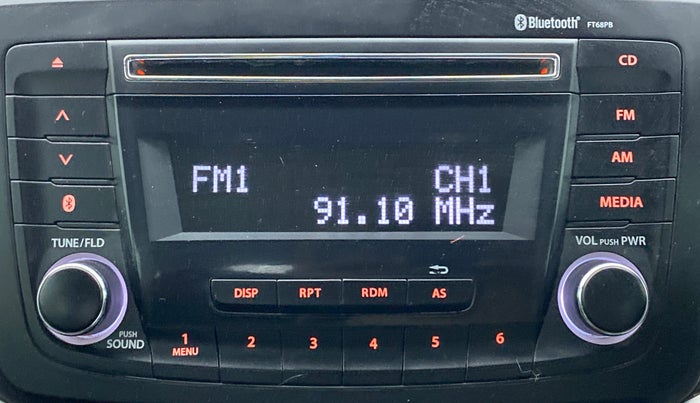 Bluetooth® FT68PB
CD
FM
AM
MEDIA
FM1 CH1
91.10 MHz
TUNE/FLD
VOL PUSH PWR
DISP RPT RDM AS
PUSH
SOUND
1 2 3 4 5 6
MENU